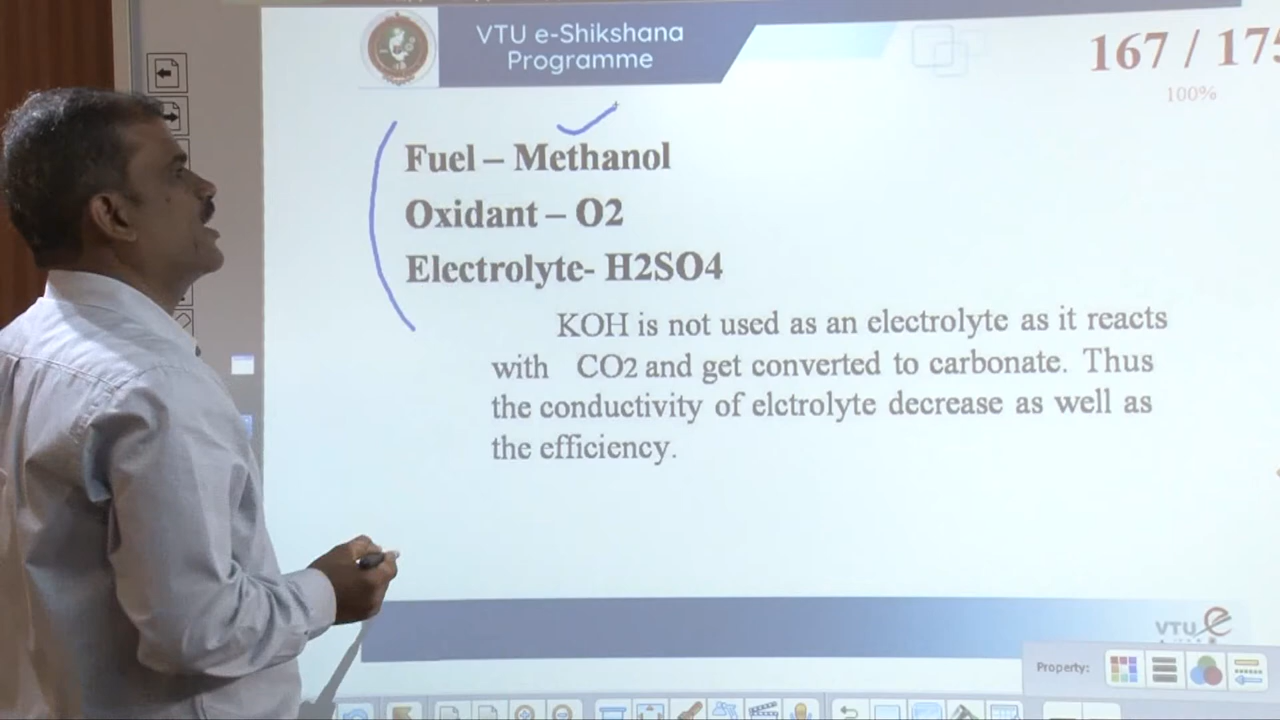 VTU e-Shikshana
Programme
167 / 175
100%
Fuel – Methanol
Oxidant – O2
Electrolyte- H2SO4
KOH is not used as an electrolyte as it reacts
with CO2 and get converted to carbonate. Thus
the conductivity of elctrolyte decrease as well as
the efficiency.
VTU e
Property: